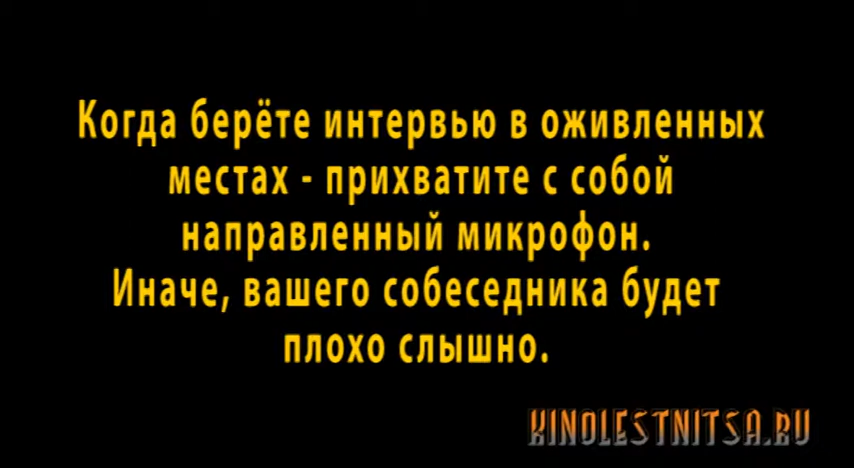 Когда берёте интервью в оживленных
местах - прихватите с собой
направленный микрофон.
Иначе, вашего собеседника будет
плохо слышно.
KINOLESTNITSA.RU